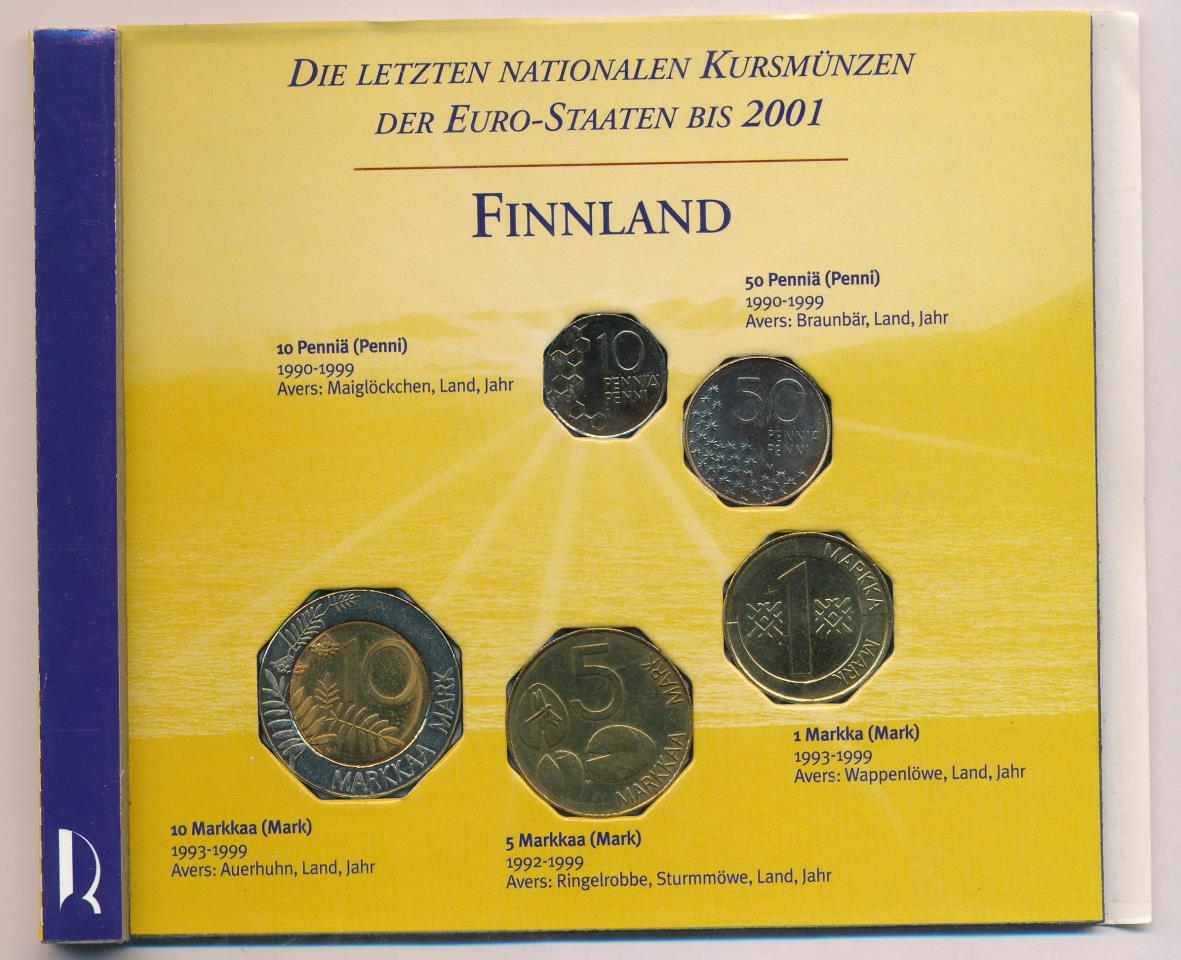 DIE LETZTEN NATIONALEN KURSMÜNZEN
DER EURO-STAATEN BIS 2001
FINNLAND
50 Penniä (Penni)
1990-1999
Avers: Braunbär, Land, Jahr
10 Penniä (Penni)
1990-1999
Avers: Maiglöckchen, Land, Jahr
10
PENNIÄ
PENNI
50
PENNIÄ
PENNI
1
MARKKA
MARK
10
MARKKAA MARK
5
MARKKAA MARK
1 Markka (Mark)
1993-1999
Avers: Wappenlöwe, Land, Jahr
10 Markkaa (Mark)
1993-1999
Avers: Auerhuhn, Land, Jahr
5 Markkaa (Mark)
1992-1999
Avers: Ringelrobbe, Sturmmöwe, Land, Jahr